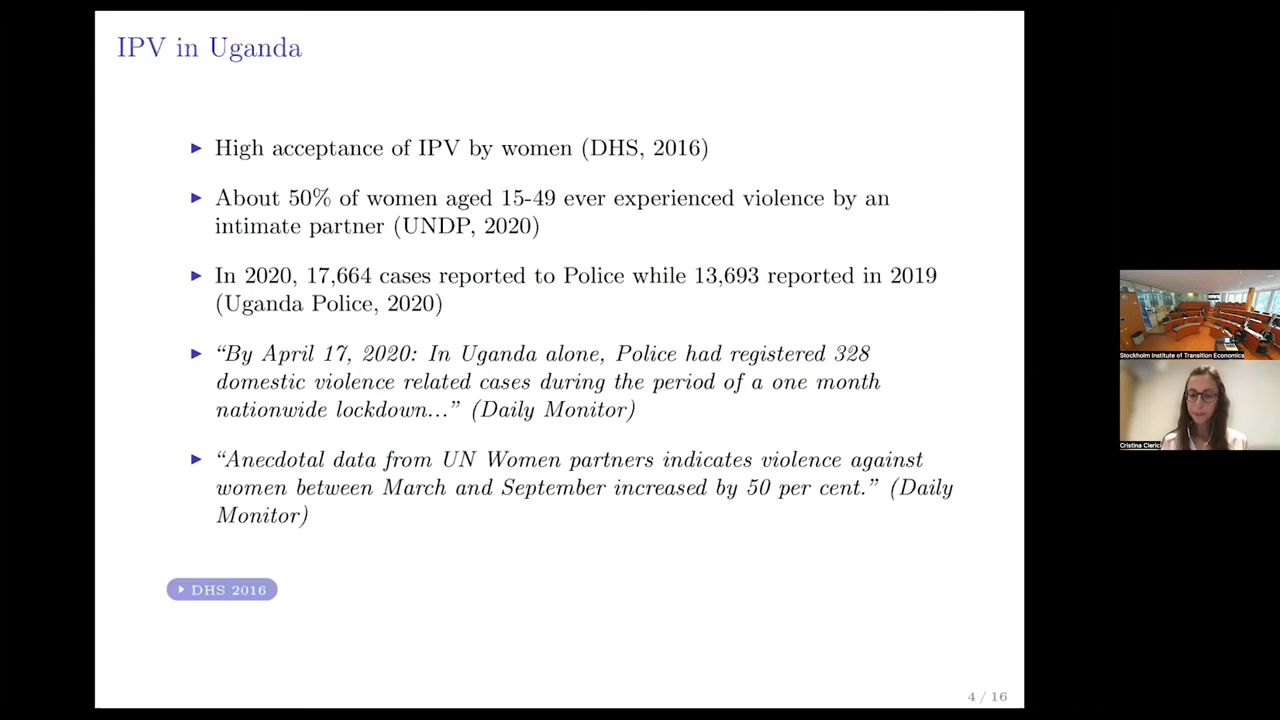 IPV in Uganda
High acceptance of IPV by women (DHS, 2016)
About 50% of women aged 15-49 ever experienced violence by an
intimate partner (UNDP, 2020)
In 2020, 17,664 cases reported to Police while 13,693 reported in 2019
(Uganda Police, 2020)
“By April 17, 2020: In Uganda alone, Police had registered 328
domestic violence related cases during the period of a one month
nationwide lockdown...” (Daily Monitor)
“Anecdotal data from UN Women partners indicates violence against
women between March and September increased by 50 per cent.” (Daily
Monitor)
DHS 2016
4 / 16
Stockholm Institute of Transition Economics
Cristina Clerici